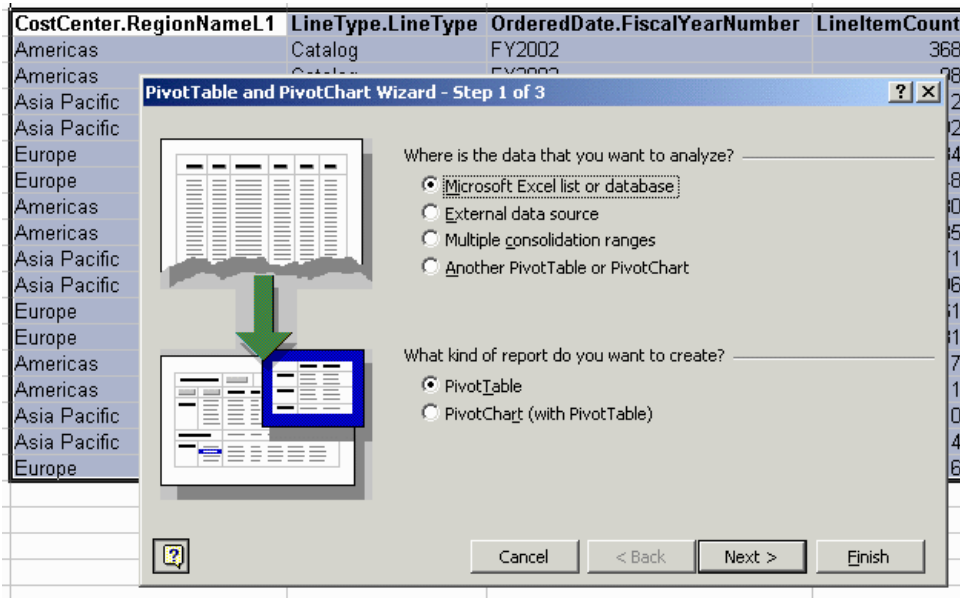 CostCenter.RegionNameL1 LineType.LineType OrderedDate.FiscalYearNumber LineItemCount
Americas Catalog FY2002 368
Americas
PivotTable and PivotChart Wizard - Step 1 of 3
Asia Pacific
Asia Pacific
Europe
Europe
Americas
Americas
Asia Pacific
Asia Pacific
Europe
Europe
Americas
Americas
Asia Pacific
Asia Pacific
Europe
Where is the data that you want to analyze?
Microsoft Excel list or database
External data source
Multiple consolidation ranges
Another PivotTable or PivotChart
What kind of report do you want to create?
PivotTable
PivotChart (with PivotTable)
Cancel < Back Next > Finish